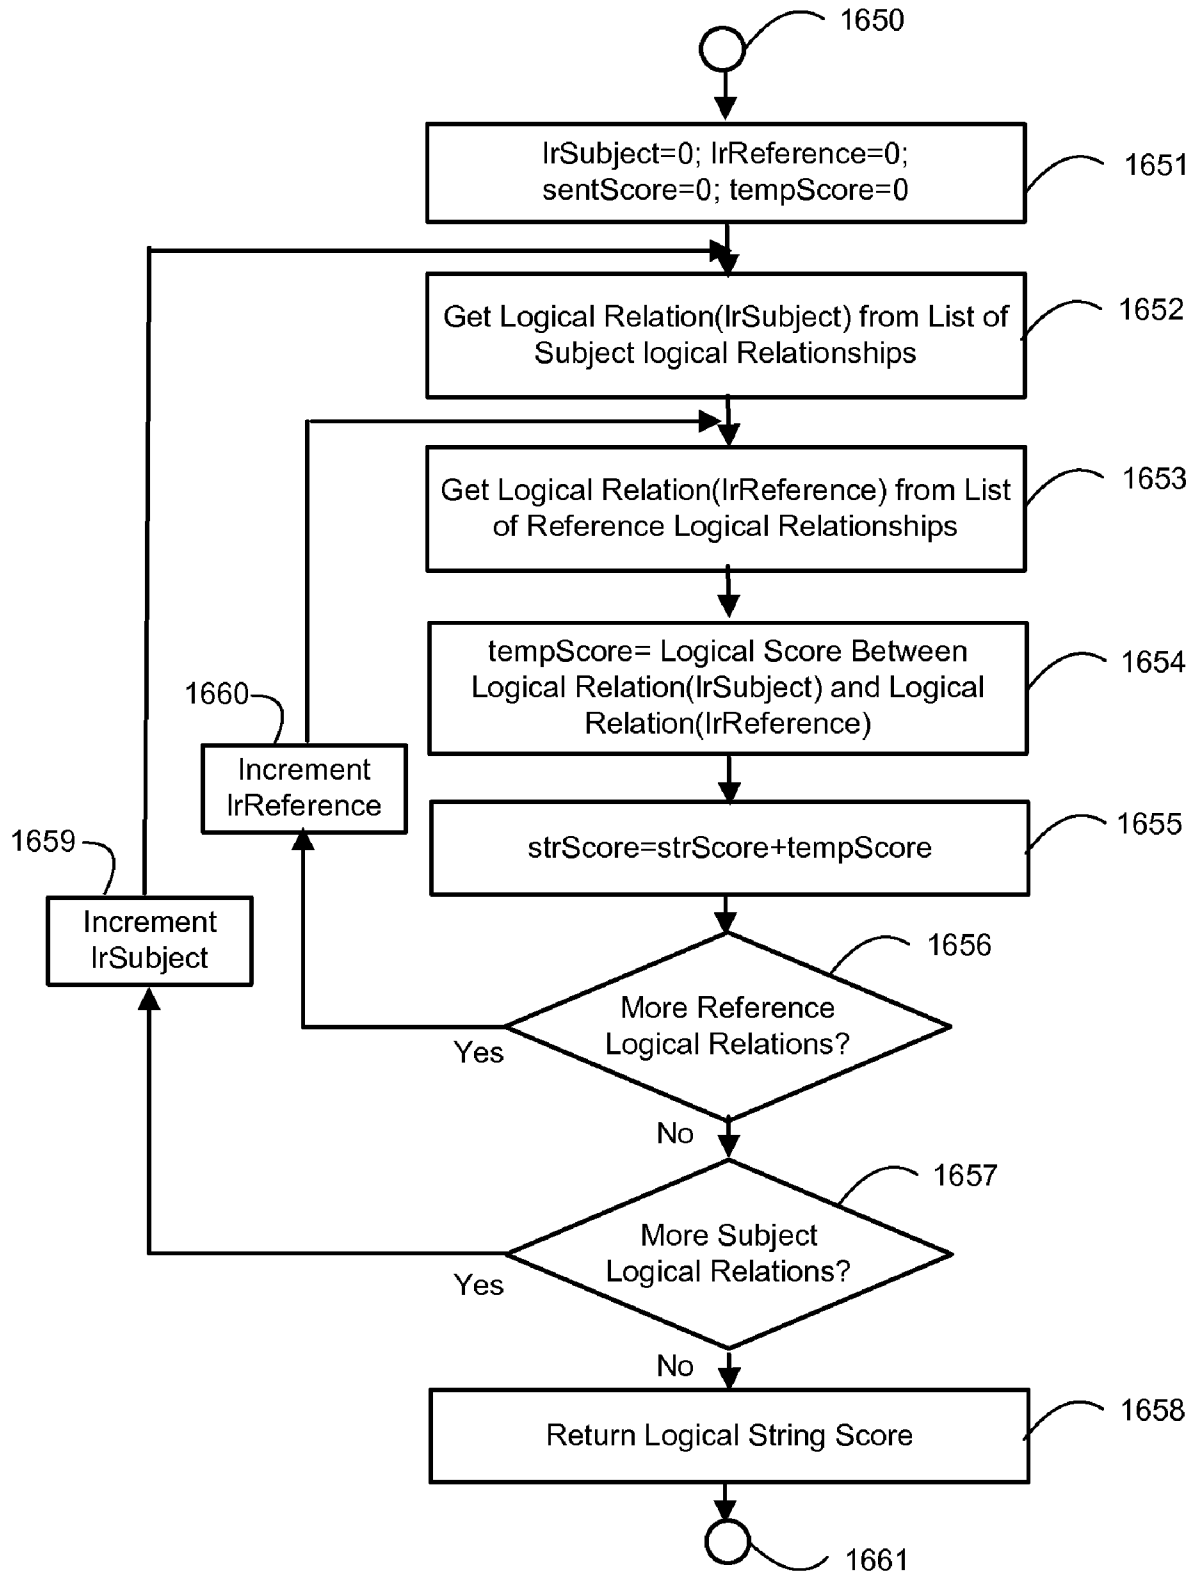 1650
lrSubject=0; lrReference=0;
sentScore=0; tempScore=0
1651
Get Logical Relation(lrSubject) from List of
Subject logical Relationships
1652
Get Logical Relation(lrReference) from List
of Reference Logical Relationships
1653
tempScore= Logical Score Between
Logical Relation(lrSubject) and Logical
Relation(lrReference)
1654
1660
Increment
lrReference
strScore=strScore+tempScore
1655
1659
Increment
lrSubject
1656
More Reference
Logical Relations?
Yes
No
1657
More Subject
Logical Relations?
Yes
No
Return Logical String Score
1658
1661